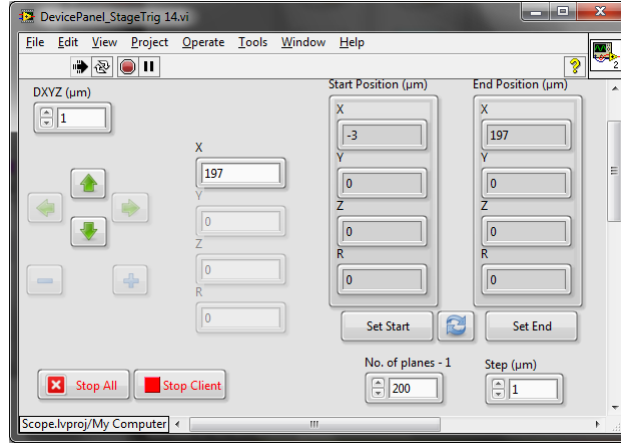 DevicePanel_StageTrig 14.vi
File Edit View Project Operate Tools Window Help
2
DXYZ (µm)
1
X
197
Y
0
Z
0
R
0
Start Position (µm)
X
-3
Y
0
Z
0
R
0
End Position (µm)
X
197
Y
0
Z
0
R
0
Set Start
Set End
No. of planes - 1
200
Step (µm)
1
Stop All
Stop Client
Scope.lvproj/My Computer